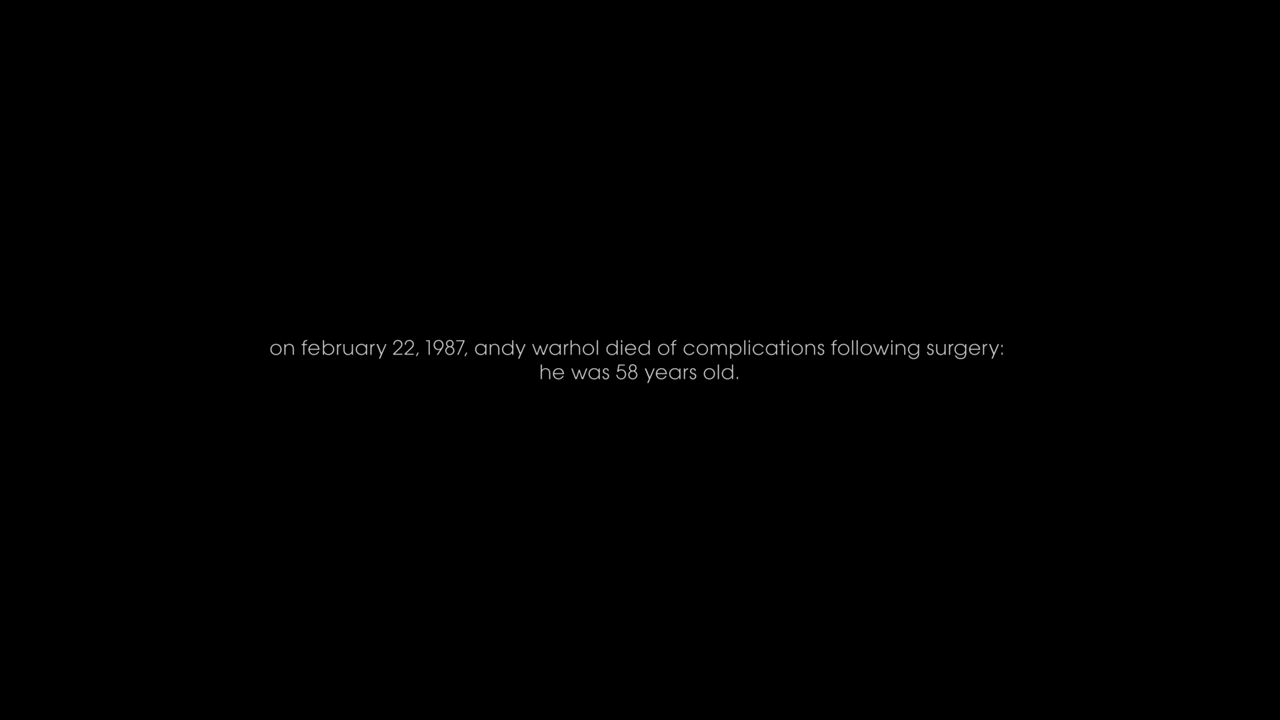 on february 22, 1987, andy warhol died of complications following surgery:
he was 58 years old.